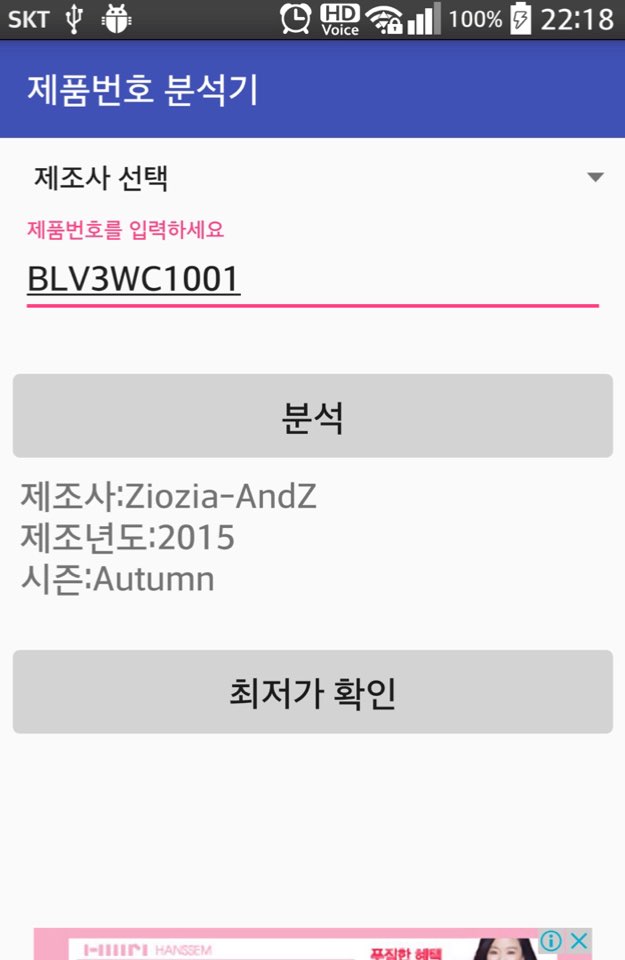 SKT HD Voice 100% 22:18
제품번호 분석기
제조사 선택
제품번호를 입력하세요
BLV3WC1001
분석
제조사:Ziozia-AndZ
제조년도:2015
시즌:Autumn
최저가 확인
HANSSEM
푸짐한 혜택